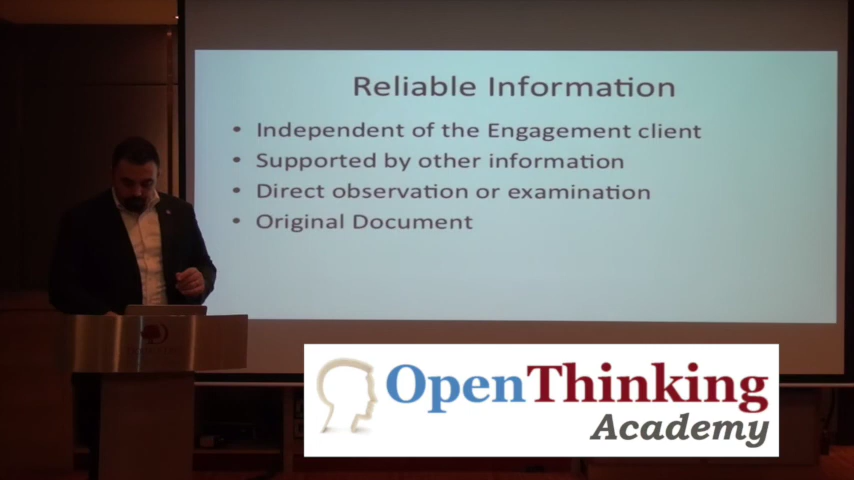 Reliable Information
• Independent of the Engagement client
• Supported by other information
• Direct observation or examination
• Original Document
OpenThinking
Academy